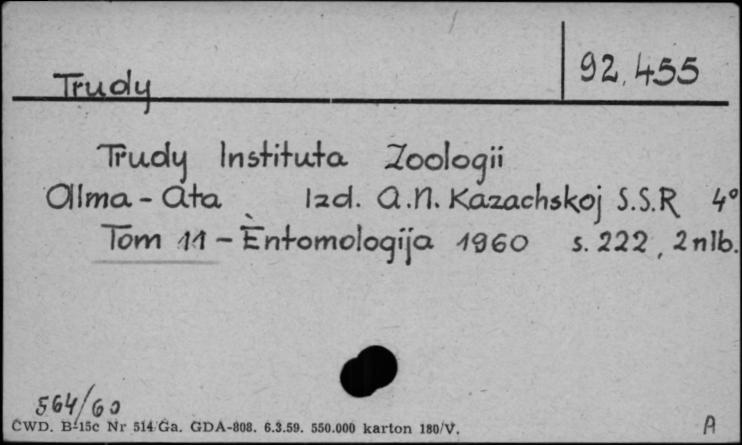 92.455
Trudy
Trudy Instituta Zoologii
Alma-Ata Izd. A.N. Kazachskoj S.S.R 4°
Tom 11 - Èntomologija 1960 s. 222, 2 nlb.
564/60
CWD. B-15c Nr 514/Ga. GDA-808. 6.3.59. 550.000 karton 180/V.
A